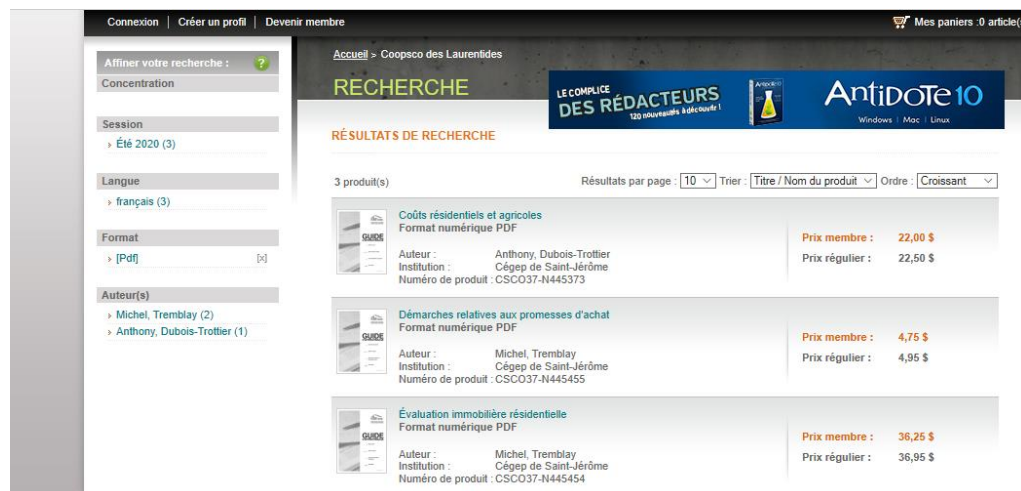 Connexion | Créer un profil | Devenir membre
Mes paniers :0 article(s
Affiner votre recherche : ?
Concentration
Session
› Été 2020 (3)
Langue
› français (3)
Format
› [Pdf] [x]
Auteur(s)
› Michel, Tremblay (2)
› Anthony, Dubois-Trottier (1)
Accueil > Coopsco des Laurentides
RECHERCHE
LE COMPLICE
DES RÉDACTEURS
120 nouveautés à découvrir !
Antidote 10
Windows | Mac | Linux
RÉSULTATS DE RECHERCHE
3 produit(s)
Résultats par page : 10 Trier : Titre / Nom du produit Ordre : Croissant
GUIDE
Coûts résidentiels et agricoles
Format numérique PDF
Auteur : Anthony, Dubois-Trottier
Institution : Cégep de Saint-Jérôme
Numéro de produit : CSCO37-N445373
Prix membre : 22,00 $
Prix régulier : 22,50 $
GUIDE
Démarches relatives aux promesses d'achat
Format numérique PDF
Auteur : Michel, Tremblay
Institution : Cégep de Saint-Jérôme
Numéro de produit : CSCO37-N445455
Prix membre : 4,75 $
Prix régulier : 4,95 $
GUIDE
Évaluation immobilière résidentielle
Format numérique PDF
Auteur : Michel, Tremblay
Institution : Cégep de Saint-Jérôme
Numéro de produit : CSCO37-N445454
Prix membre : 36,25 $
Prix régulier : 36,95 $